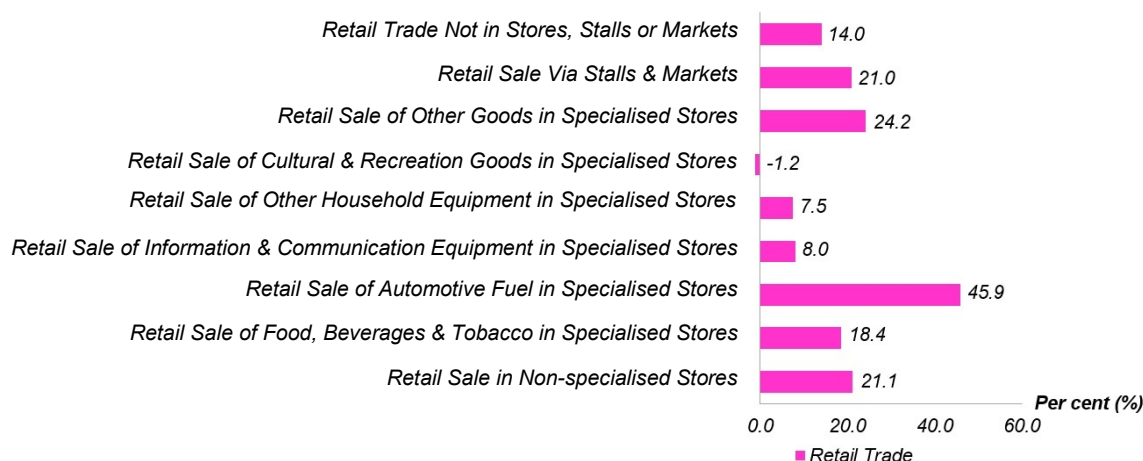 Retail Trade Not in Stores, Stalls or Markets 14.0
Retail Sale Via Stalls & Markets 21.0
Retail Sale of Other Goods in Specialised Stores 24.2
Retail Sale of Cultural & Recreation Goods in Specialised Stores -1.2
Retail Sale of Other Household Equipment in Specialised Stores 7.5
Retail Sale of Information & Communication Equipment in Specialised Stores 8.0
Retail Sale of Automotive Fuel in Specialised Stores 45.9
Retail Sale of Food, Beverages & Tobacco in Specialised Stores 18.4
Retail Sale in Non-specialised Stores 21.1
Per cent (%)
0.0 20.0 40.0 60.0
Retail Trade